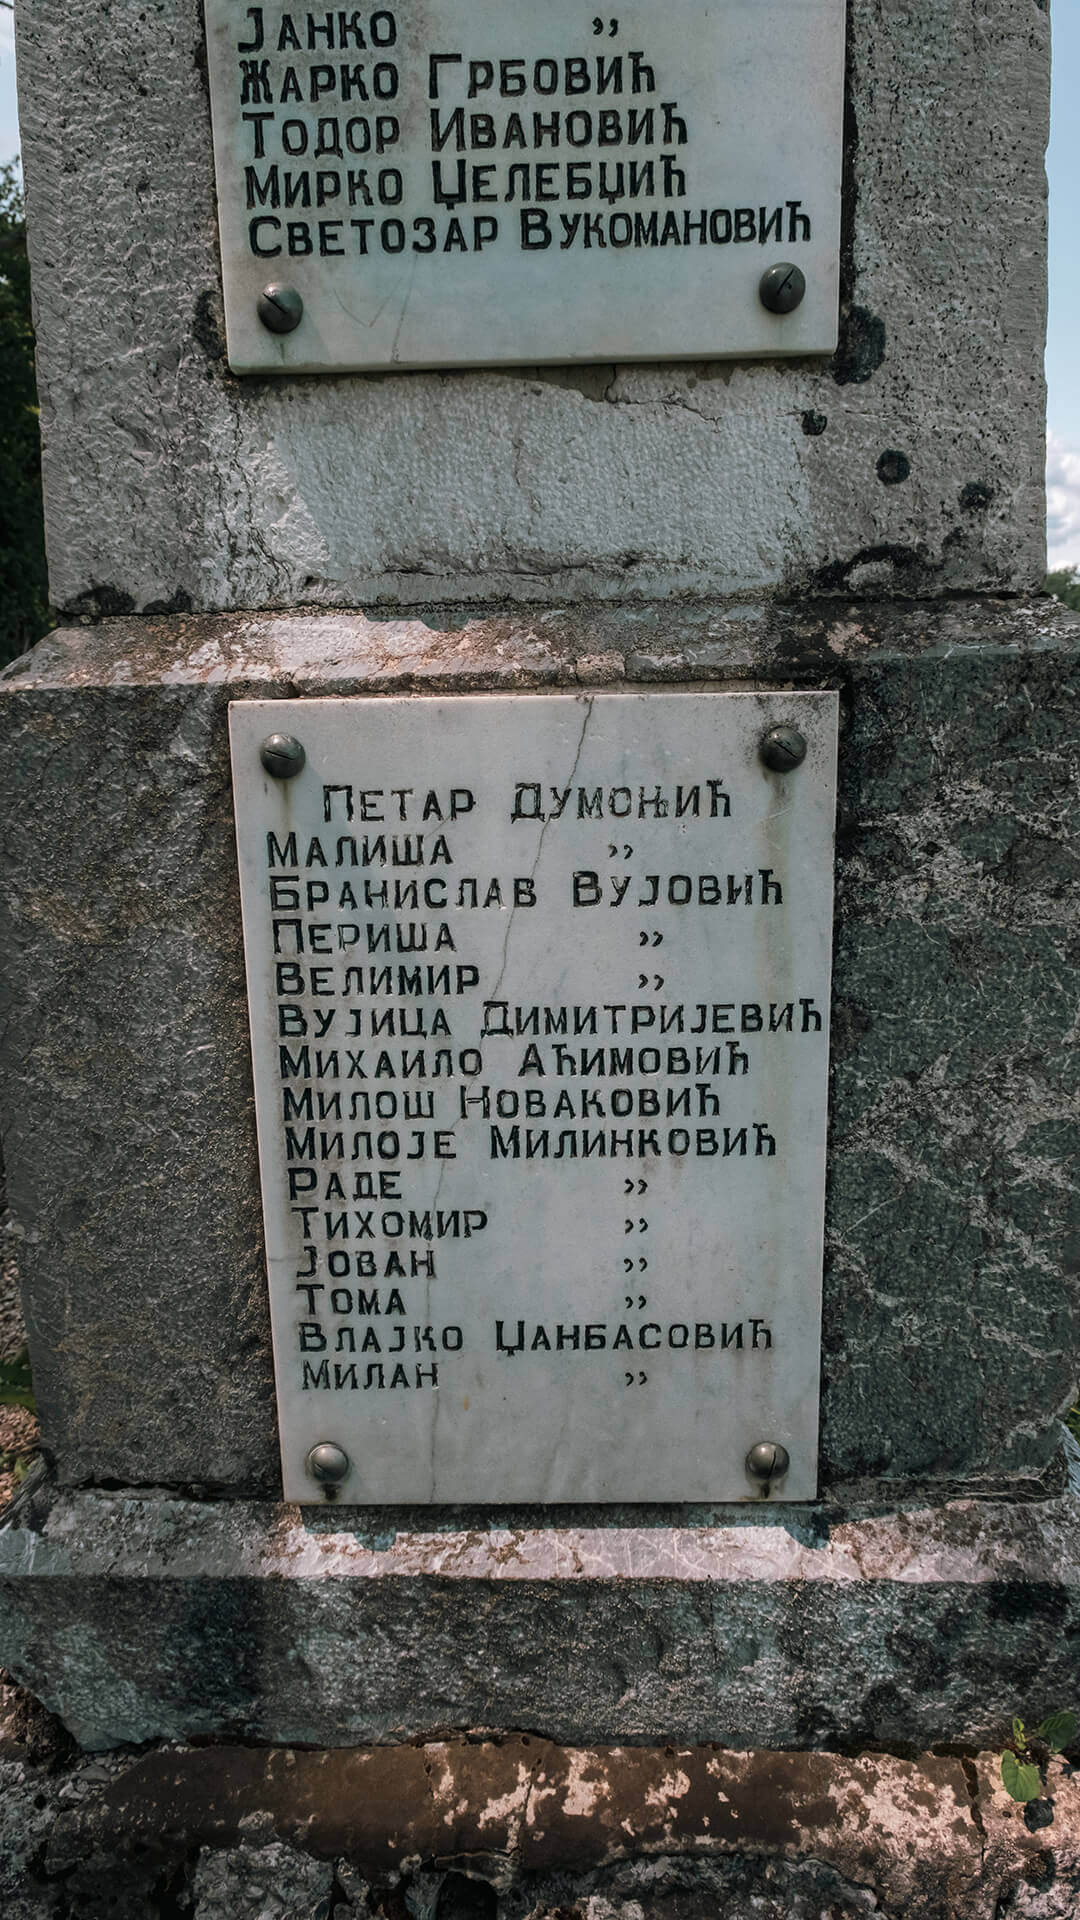 Јанко ”
Жарко Грбовић
Тодор Ивановић
Мирко Џелебџић
Светозар Вукомановић
Петар Думоњић
Малиша ”
Бранислав Вујовић
Периша ”
Велимир ”
Вујица Димитријевић
Михаило Аћимовић
Милош Новаковић
Милоје Милинковић
Раде ”
Тихомир ”
Јован ”
Тома ”
Влајко Џанбасовић
Милан ”